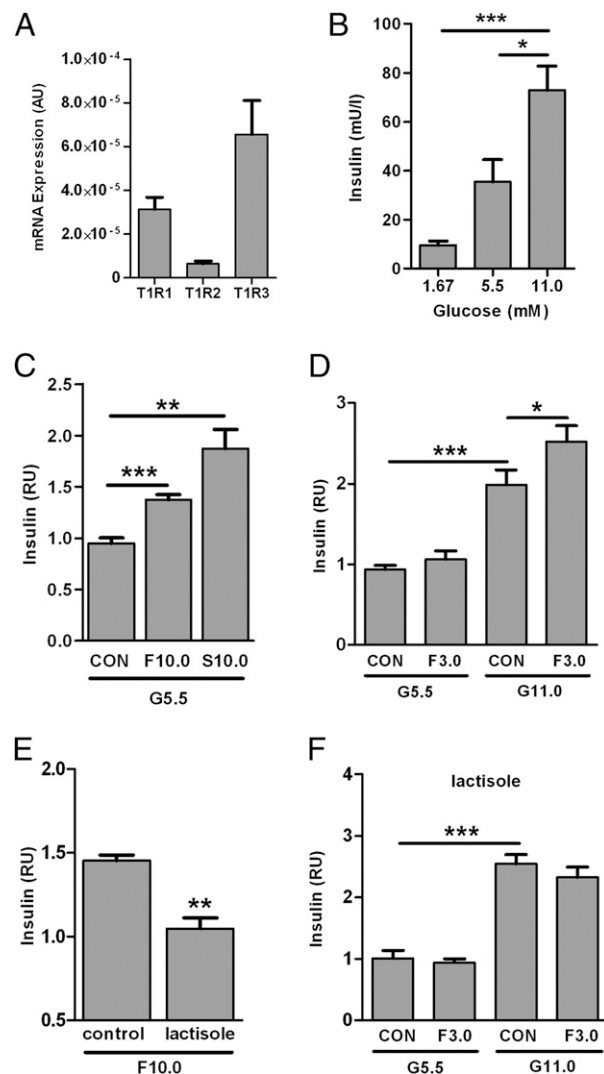 A
mRNA Expression (AU)
1.0×10⁻⁴
8.0×10⁻⁵
6.0×10⁻⁵
4.0×10⁻⁵
2.0×10⁻⁵
0
T1R1 T1R2 T1R3
B
Insulin (mU/l)
100
80
60
40
20
0
***
*
1.67 5.5 11.0
Glucose (mM)
C
Insulin (RU)
2.5
2.0
1.5
1.0
0.5
0.0
**
***
CON F10.0 S10.0
G5.5
D
Insulin (RU)
3
2
1
0
***
*
CON F3.0 CON F3.0
G5.5 G11.0
E
Insulin (RU)
2.0
1.5
1.0
0.5
**
control lactisole
F10.0
F
lactisole
Insulin (RU)
4
3
2
1
0
***
CON F3.0 CON F3.0
G5.5 G11.0